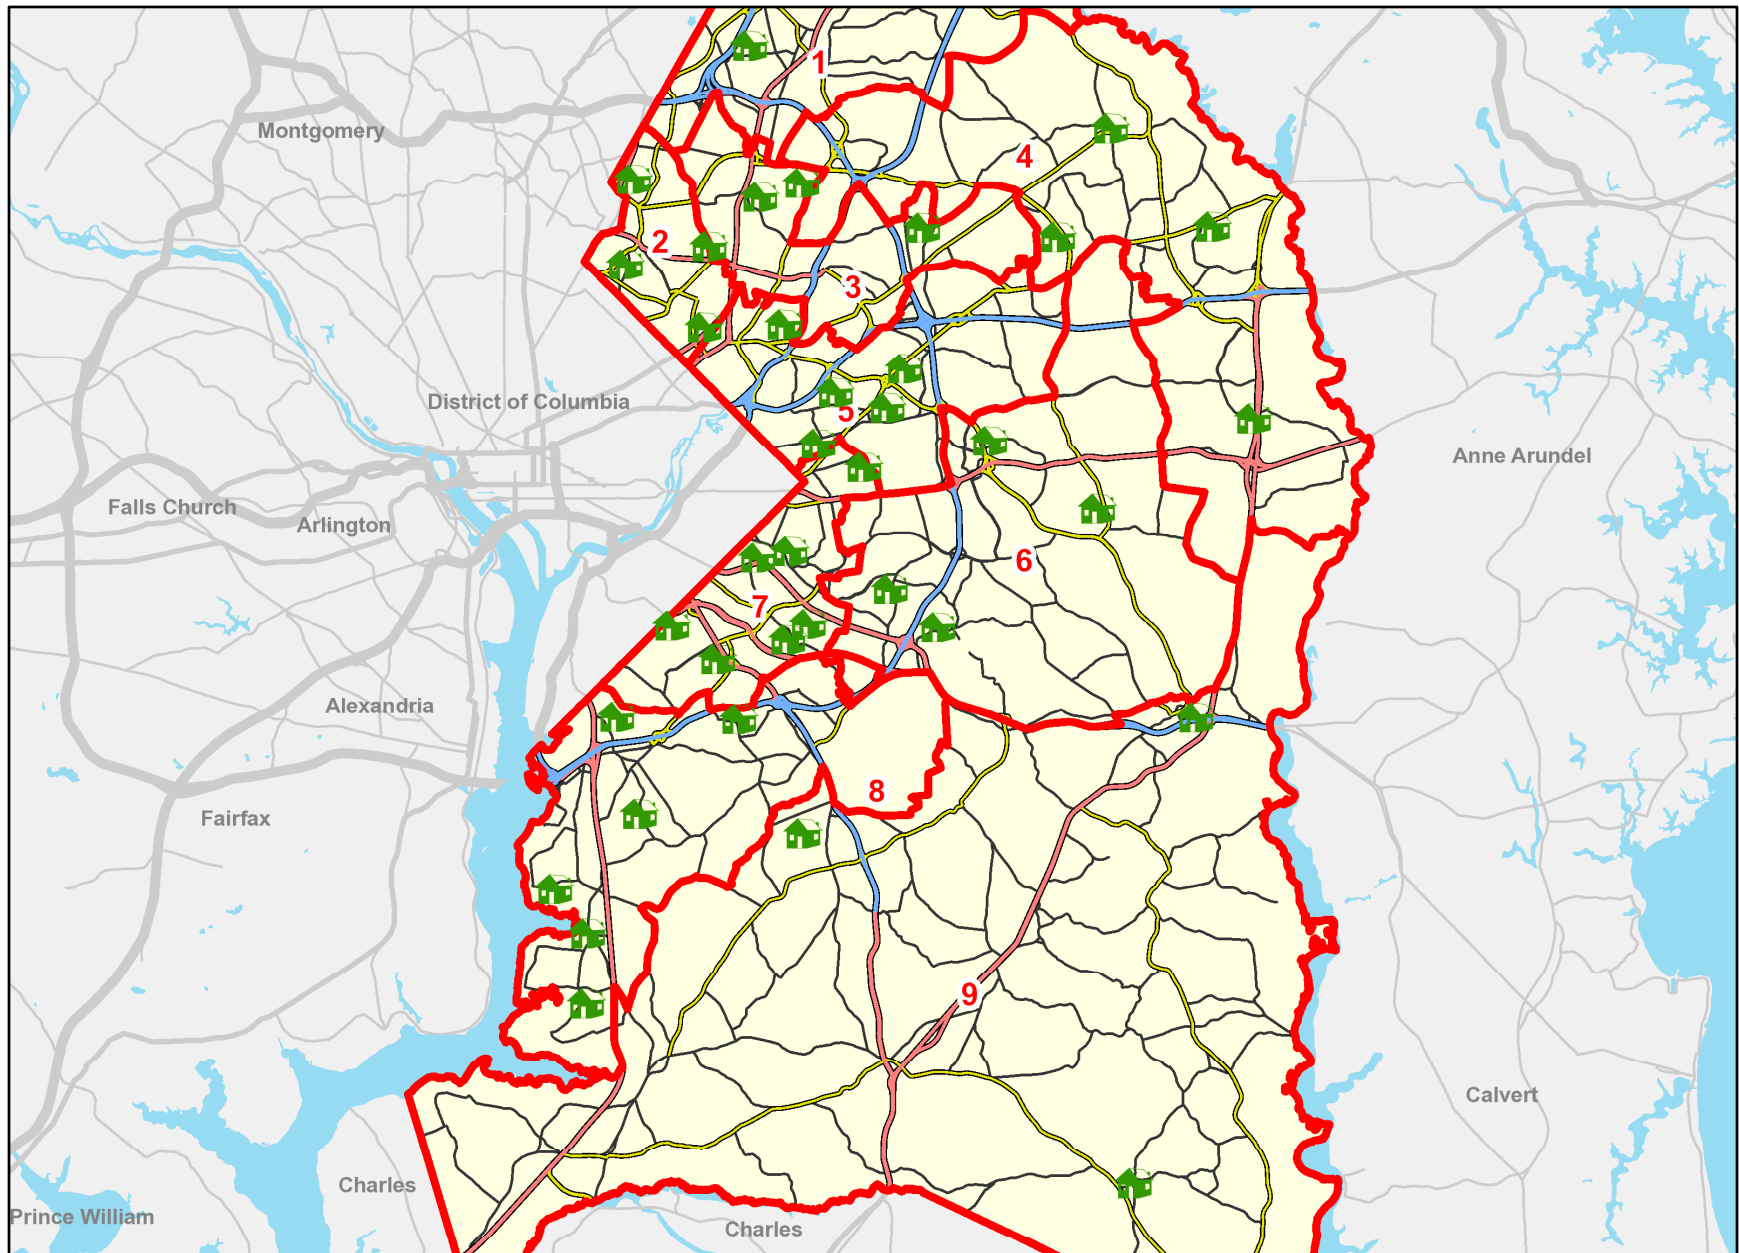 1
Montgomery
4
2
3
District of Columbia
5
Anne Arundel
Falls Church
Arlington
6
7
Alexandria
8
Fairfax
9
Calvert
Charles
Prince William
Charles